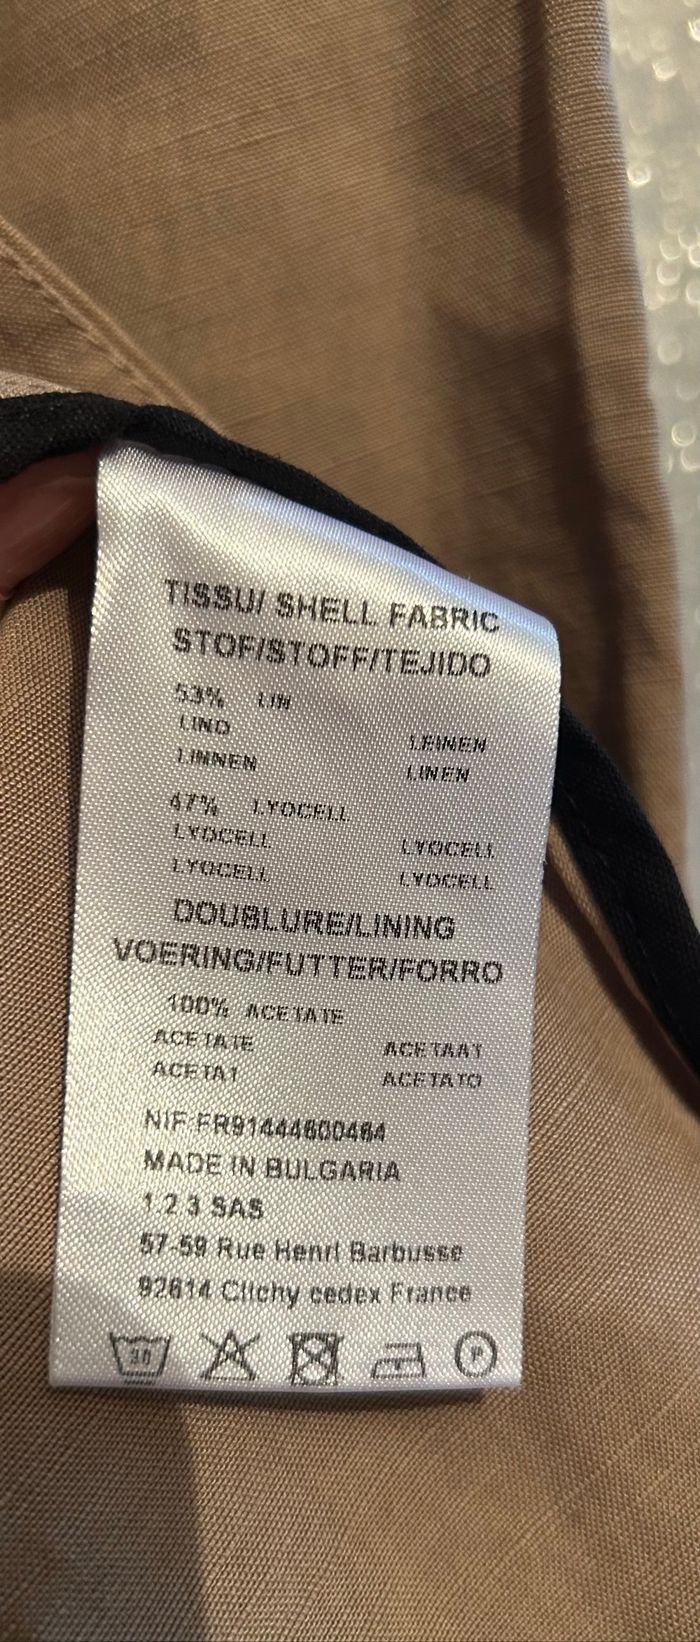 TISSU/ SHELL FABRIC
STOF/STOFF/TEJIDO
53% LIN
LINO LEINEN
LINNEN LINEN
47% LYOCELL
LYOCELL LYOCELL
LYOCELL LYOCELL
DOUBLURE/LINING
VOERING/FUTTER/FORRO
100% ACETATE
ACETATE ACETAAT
ACETAT ACETATO
NIF:FR91444600464
MADE IN BULGARIA
1.2.3 SAS
57-59 Rue Henri Barbusse
92614 Clichy cedex France
30 P